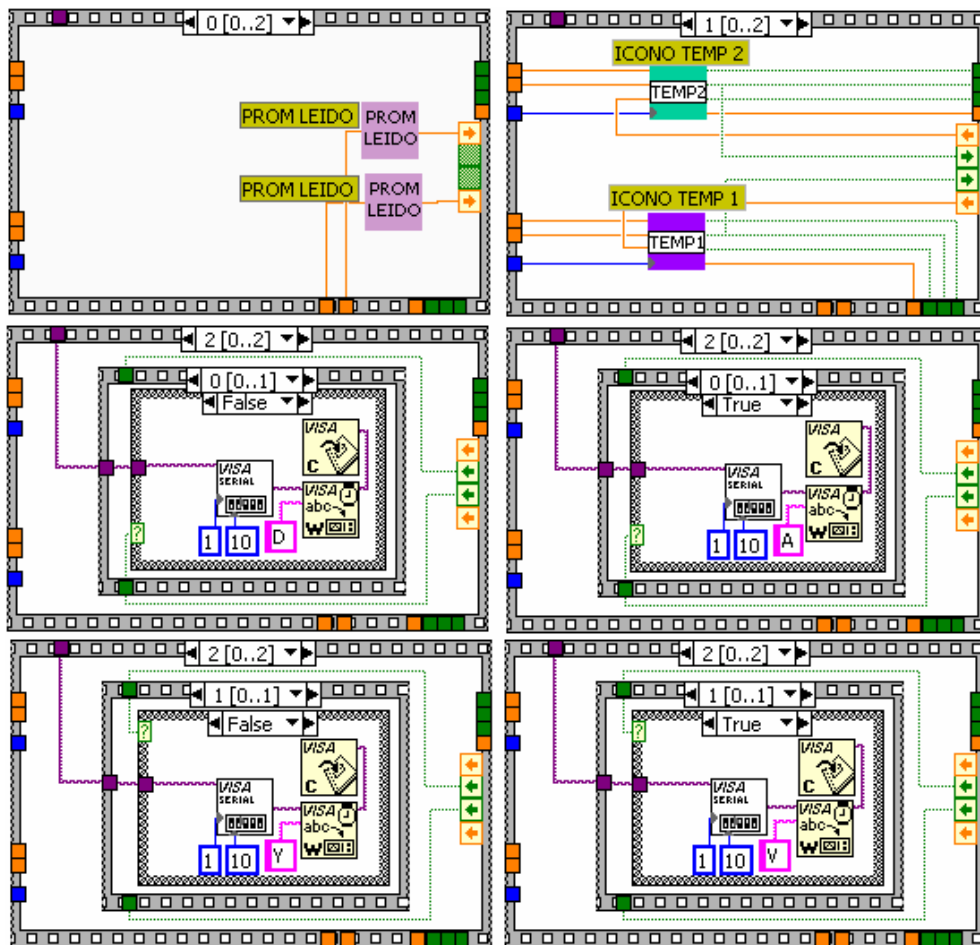 0 [0..2]
PROM LEIDO
PROM
LEIDO
PROM LEIDO
PROM
LEIDO
1 [0..2]
ICONO TEMP 2
TEMP2
ICONO TEMP 1
TEMP1
2 [0..2]
0 [0..1]
False
VISA
C
VISA
SERIAL
VISA
abc
W
1
10
D
2 [0..2]
0 [0..1]
True
VISA
C
VISA
SERIAL
VISA
abc
W
1
10
A
2 [0..2]
1 [0..1]
False
?
VISA
C
VISA
SERIAL
VISA
abc
W
1
10
Y
2 [0..2]
1 [0..1]
True
?
VISA
C
VISA
SERIAL
VISA
abc
W
1
10
V